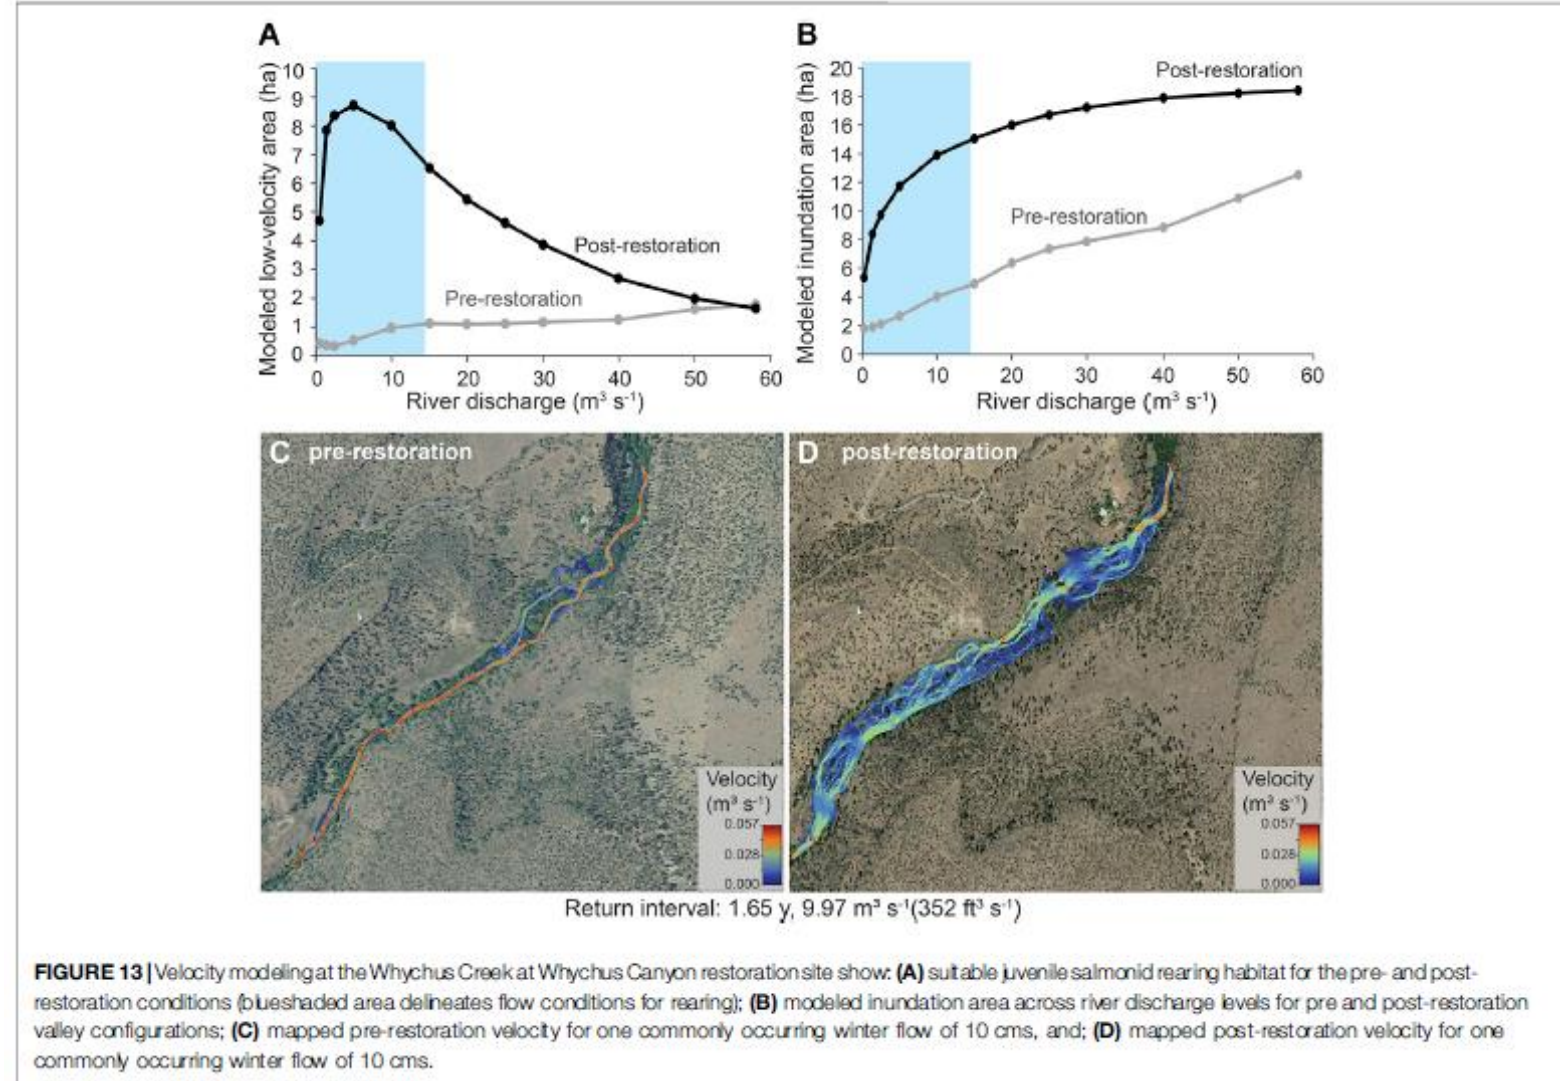 A
Modeled low-velocity area (ha)
10
9
8
7
6
5
4
3
2
1
0
Post-restoration
Pre-restoration
0 10 20 30 40 50 60
River discharge (m³ s⁻¹)
B
Modeled inundation area (ha)
20
18
16
14
12
10
8
6
4
2
0
Post-restoration
Pre-restoration
0 10 20 30 40 50 60
River discharge (m³ s⁻¹)
C pre-restoration
Velocity
(m³ s⁻¹)
0.057
0.028
0.000
D post-restoration
Velocity
(m³ s⁻¹)
0.057
0.028
0.000
Return interval: 1.65 y, 9.97 m³ s⁻¹(352 ft³ s⁻¹)
FIGURE 13 | Velocity modeling at the Whychus Creek at Whychus Canyon restoration site show: (A) suitable juvenile salmonid rearing habitat for the pre- and post-
restoration conditions (blue shaded area delineates flow conditions for rearing); (B) modeled inundation area across river discharge levels for pre and post-restoration
valley configurations; (C) mapped pre-restoration velocity for one commonly occurring winter flow of 10 cms, and; (D) mapped post-restoration velocity for one
commonly occurring winter flow of 10 cms.